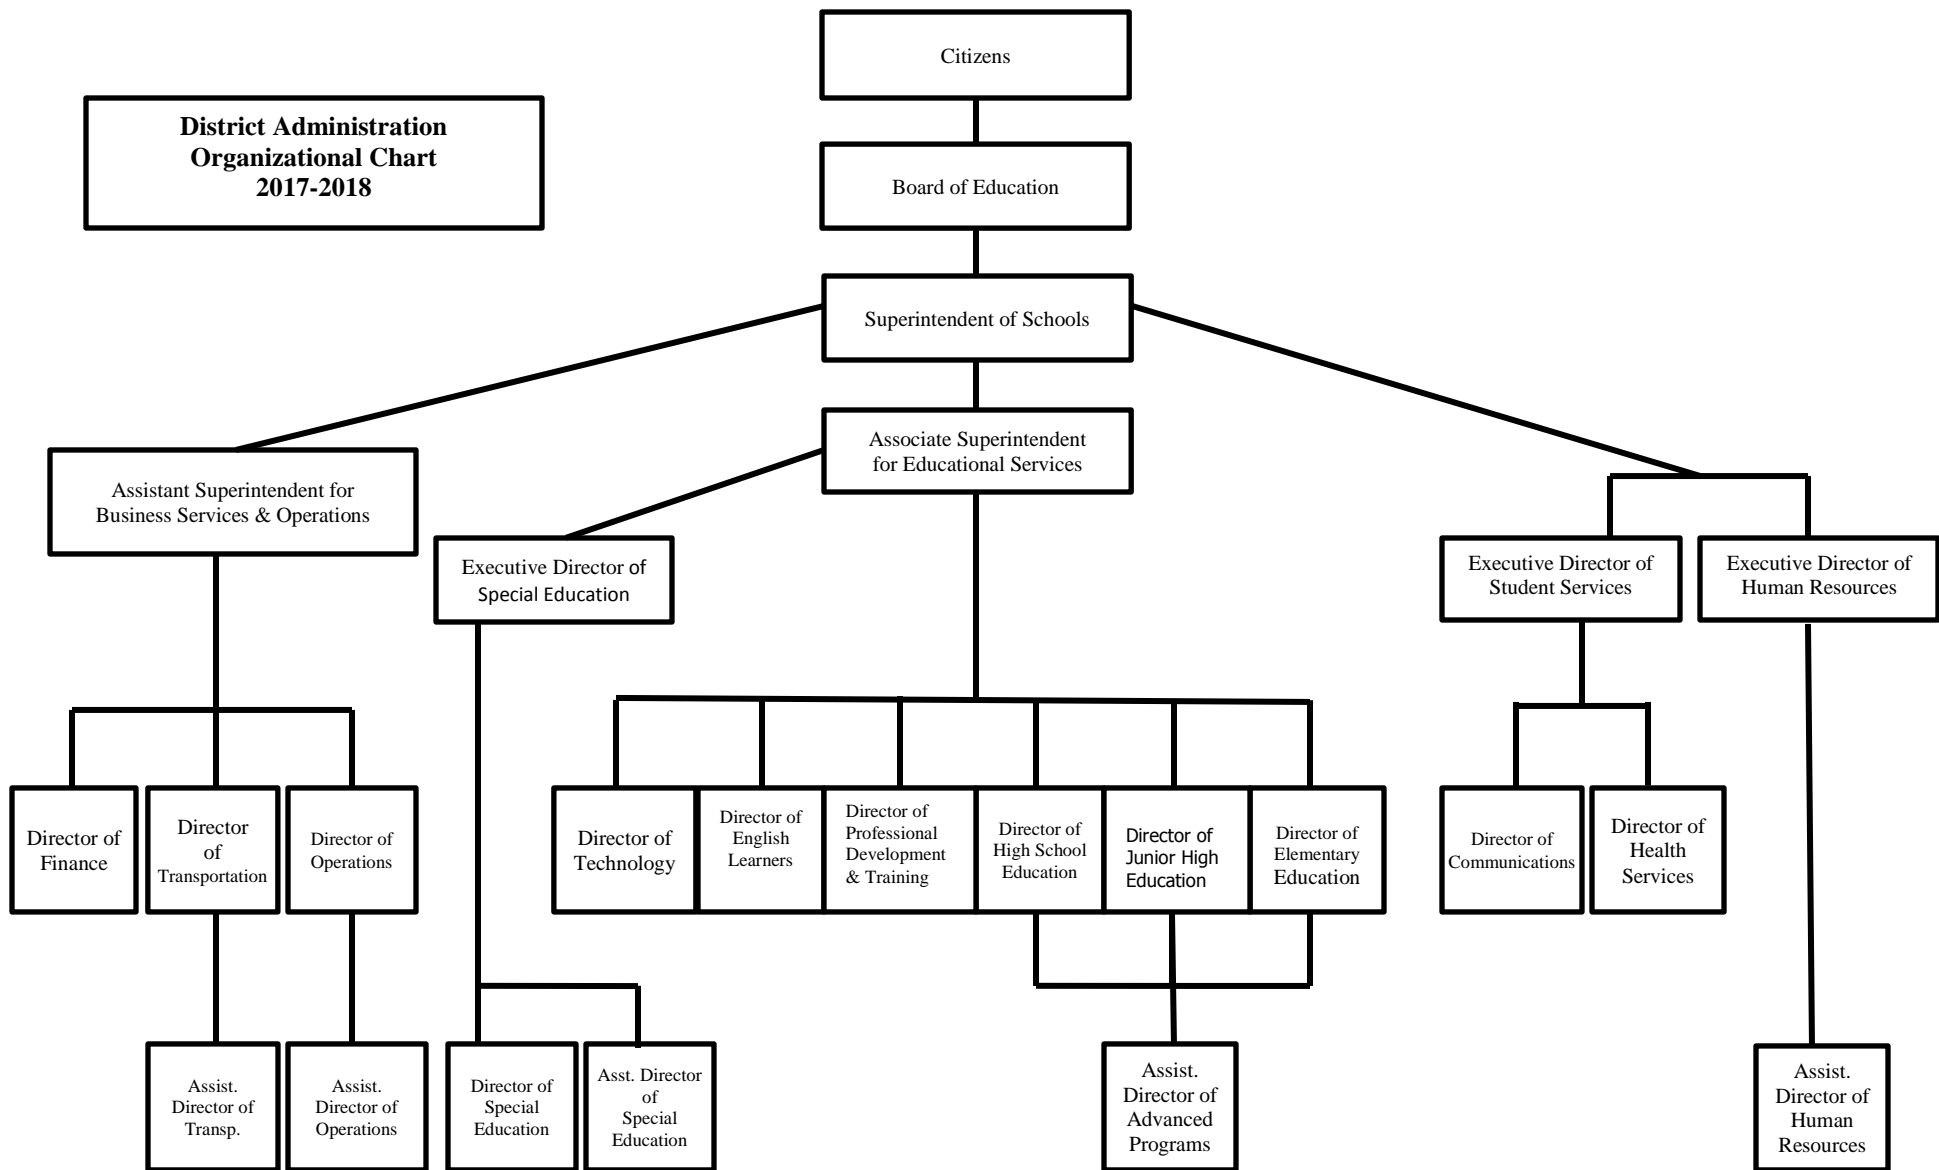 Citizens
District Administration
Organizational Chart
2017-2018
Board of Education
Superintendent of Schools
Associate Superintendent
for Educational Services
Assistant Superintendent for
Business Services & Operations
Executive Director of
Special Education
Executive Director of
Student Services
Executive Director of
Human Resources
Director of
Finance
Director
of
Transportation
Director of
Operations
Director of
Technology
Director of
English
Learners
Director of
Professional
Development
& Training
Director of
High School
Education
Director of
Junior High
Education
Director of
Elementary
Education
Director of
Communications
Director of
Health
Services
Assist.
Director of
Transp.
Assist.
Director of
Operations
Director of
Special
Education
Asst. Director
of
Special
Education
Assist.
Director of
Advanced
Programs
Assist.
Director of
Human
Resources